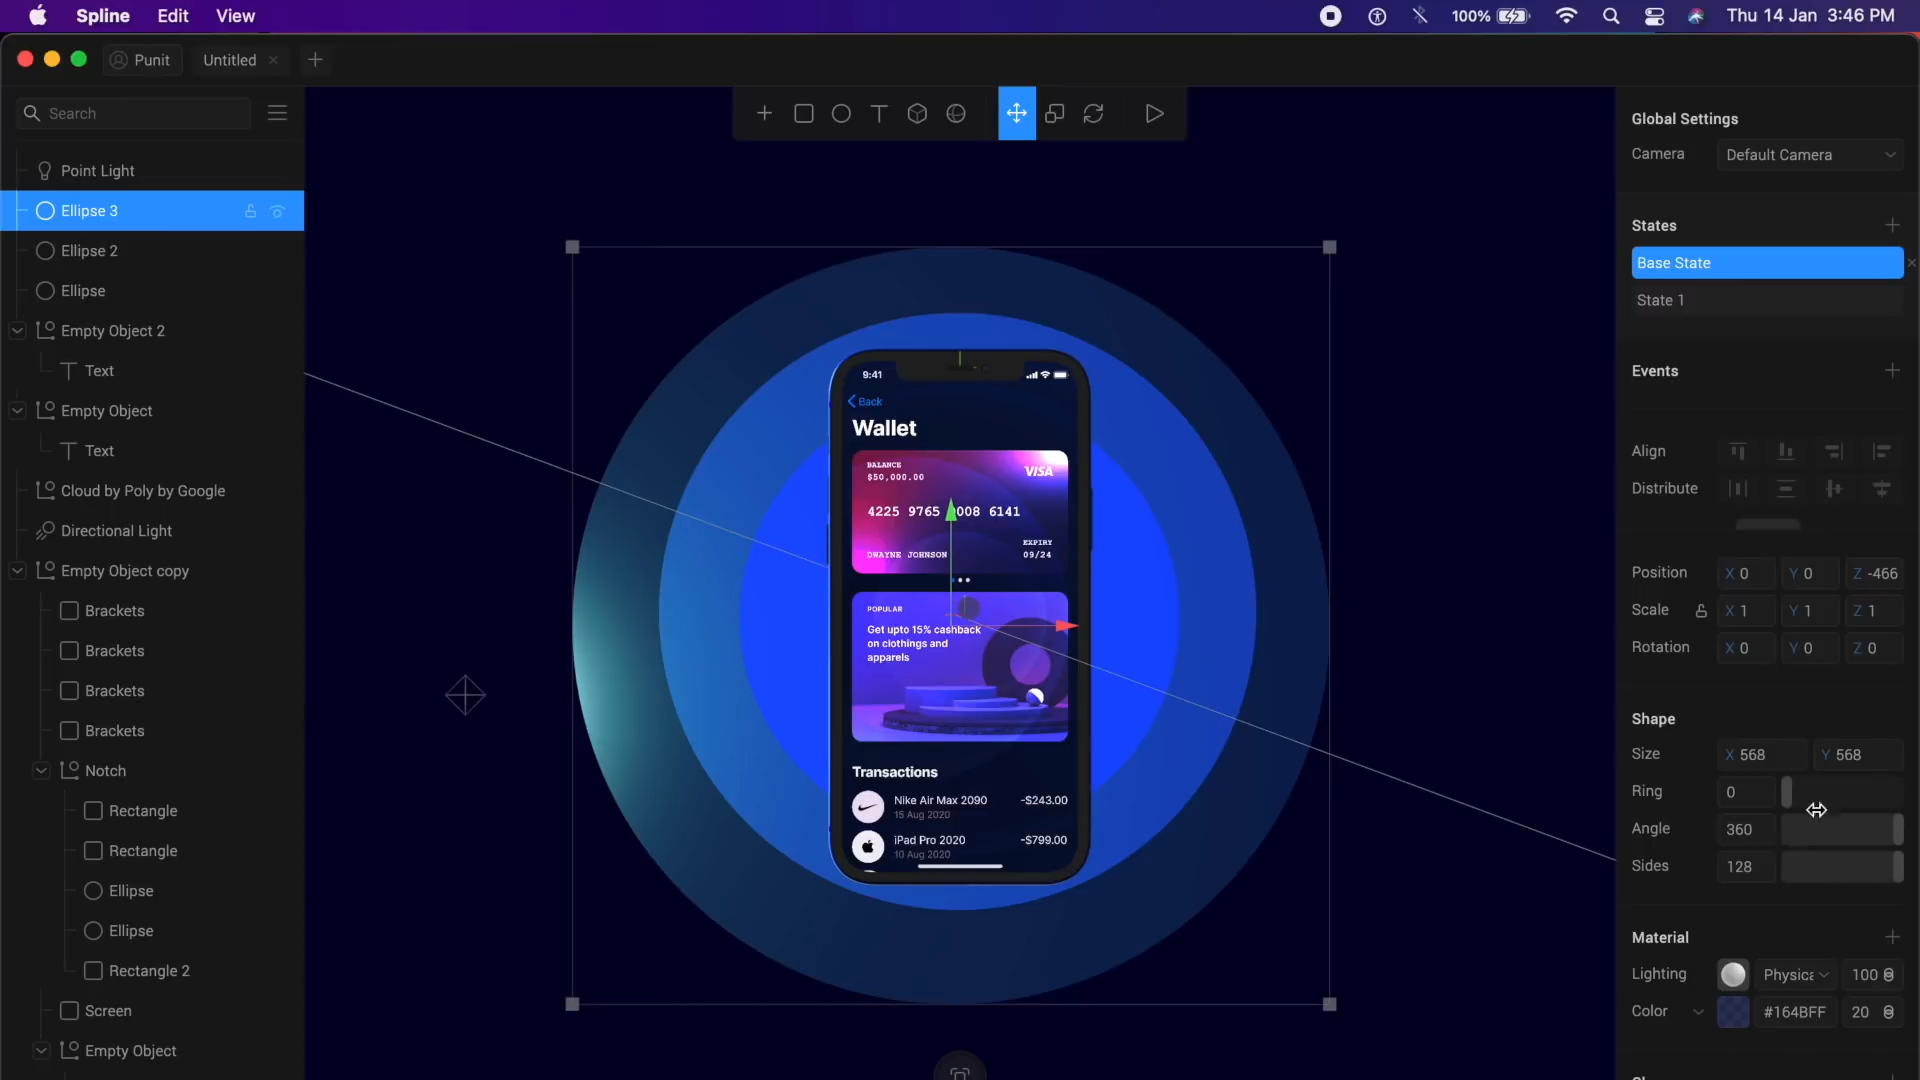 Spline Edit View 100% Thu 14 Jan 3:46 PM
Punit Untitled
Search
Point Light
Ellipse 3
Ellipse 2
Ellipse
Empty Object 2
Text
Empty Object
Text
Cloud by Poly by Google
Directional Light
Empty Object copy
Brackets
Brackets
Brackets
Brackets
Notch
Rectangle
Rectangle
Ellipse
Ellipse
Rectangle 2
Screen
Empty Object
9:41
Back
Wallet
BALANCE
$50,000.00
VISA
4225 9765 0008 6141
EXPIRY
DWAYNE JOHNSON 09/24
POPULAR
Get upto 15% cashback
on clothings and
apparels
Transactions
Nike Air Max 2090 -$243.00
15 Aug 2020
iPad Pro 2020 -$799.00
10 Aug 2020
Global Settings
Camera Default Camera
States
Base State
State 1
Events
Align
Distribute
Position X 0 Y 0 Z -466
Scale X 1 Y 1 Z 1
Rotation X 0 Y 0 Z 0
Shape
Size X 568 Y 568
Ring 0
Angle 360
Sides 128
Material
Lighting Physica 100
Color #164BFF 20